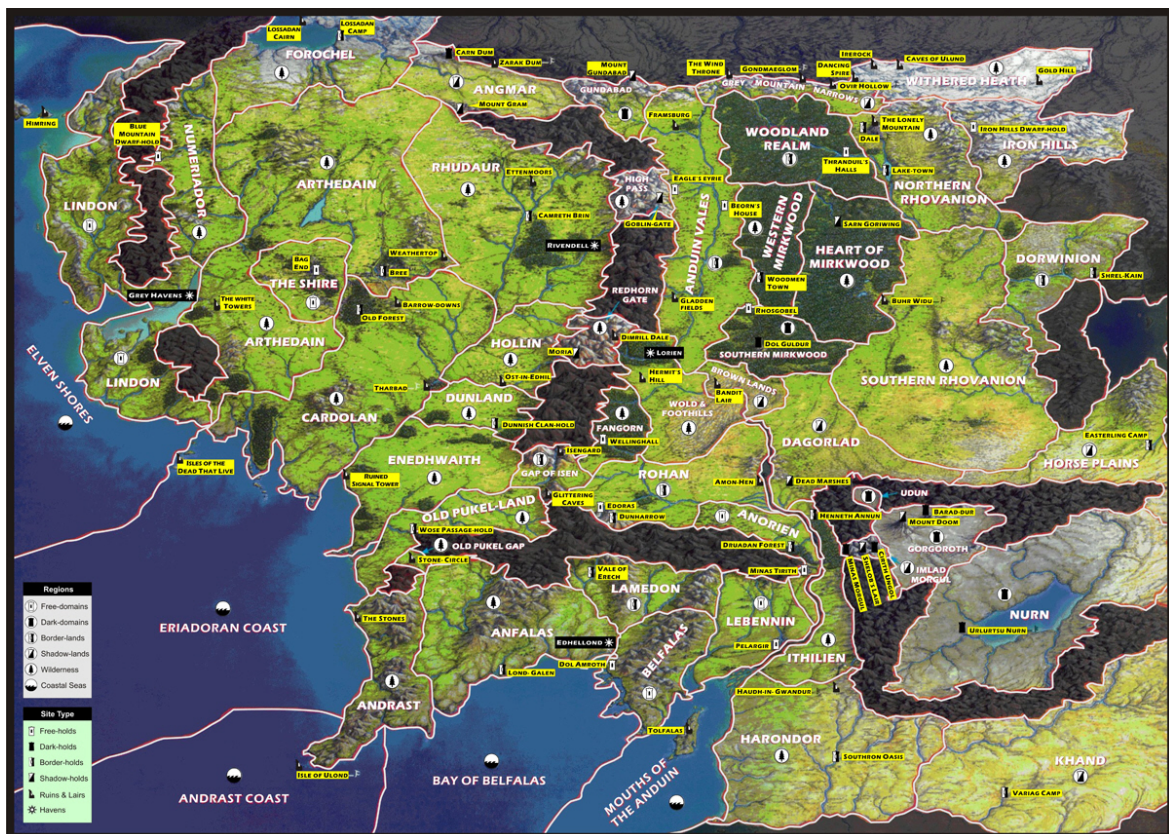 Lossadan
Cairn
Lossadan
Camp
Forochel
Carn Dum
Zarak Dum
Angmar
Mount Gram
Mount
Gundabad
Gundabad
The Wind
Throne
Gondmaeglom
Grey - Mountain - Narrows
Irerock
Dancing
Spire
Caves of Ulund
Ovir Hollow
Withered Heath
Gold Hill
Himring
Blue
Mountain
Dwarf-hold
Numeriador
Lindon
Arthedain
Rhudaur
Ettenmoors
Camreth Brin
Framsburg
High
Pass
Goblin-gate
Eagle's Eyrie
Anduin Vales
Beorn's
House
Woodland
Realm
Thranduil's
Halls
The Lonely
Mountain
Dale
Lake-town
Northern
Rhovanion
Iron Hills Dwarf-hold
Iron Hills
Western
Mirkwood
Sarn Goriwing
Heart of
Mirkwood
Woodmen
Town
Rhosgobel
Dol Guldur
Southern Mirkwood
Buhr Widu
Dorwinion
Shrel-Kain
Rivendell
Redhorn
Gate
Gladden
Fields
Weathertop
Bree
Bag
End
The Shire
Grey Havens
The White
Towers
Old Forest
Barrow-downs
Arthedain
Lindon
Elven Shores
Hollin
Moria
Dimrill Dale
Lorien
Ost-in-Edhil
Tharbad
Cardolan
Dunland
Dunnish Clan-hold
Hermit's
Hill
Brown Lands
Bandit
Lair
Wold &
Foothills
Fangorn
Wellinghall
Southern Rhovanion
Dagorlad
Easterling Camp
Horse Plains
Isles of the
Dead That Live
Ruined
Signal Tower
Enedhwaith
Isengard
Gap of Isen
Glittering
Caves
Rohan
Edoras
Dunharrow
Amon-Hen
Dead Marshes
Udun
Henneth Annun
Barad-dur
Mount Doom
Gorgoroth
Imlad
Morgul
Minas Morgul
Shelob's Lair
Cirith Ungol
Nurn
Urlurtsu Nurn
Old Pukel-land
Wose Passage-hold
Old Pukel Gap
Stone-Circle
Anorien
Druadan Forest
Minas Tirith
Vale of
Erech
Lamedon
Lebennin
Pelargir
Ithilien
Haudh-in-Gwandur
The Stones
Anfalas
Edhellond
Lond-Galen
Dol Amroth
Belfalas
Tolfalas
Andrast
Isle of Ulond
Eriadoran Coast
Andrast Coast
Bay of Belfalas
Mouths of
the Anduin
Harondor
Southron Oasis
Khand
Variag Camp
Regions
Free-domains
Dark-domains
Border-lands
Shadow-lands
Wilderness
Coastal Seas
Site Type
Free-holds
Dark-holds
Border-holds
Shadow-holds
Ruins & Lairs
Havens